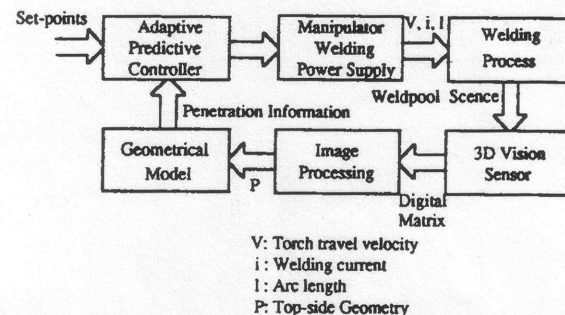 Set-points
Adaptive
Predictive
Controller
Manipulator
Welding
Power Supply
V, i, l
Welding
Process
Weldpool Scence
Penetration Information
Geometrical
Model
P
Image
Processing
Digital
Matrix
3D Vision
Sensor
V: Torch travel velocity
i : Welding current
l : Arc length
P: Top-side Geometry